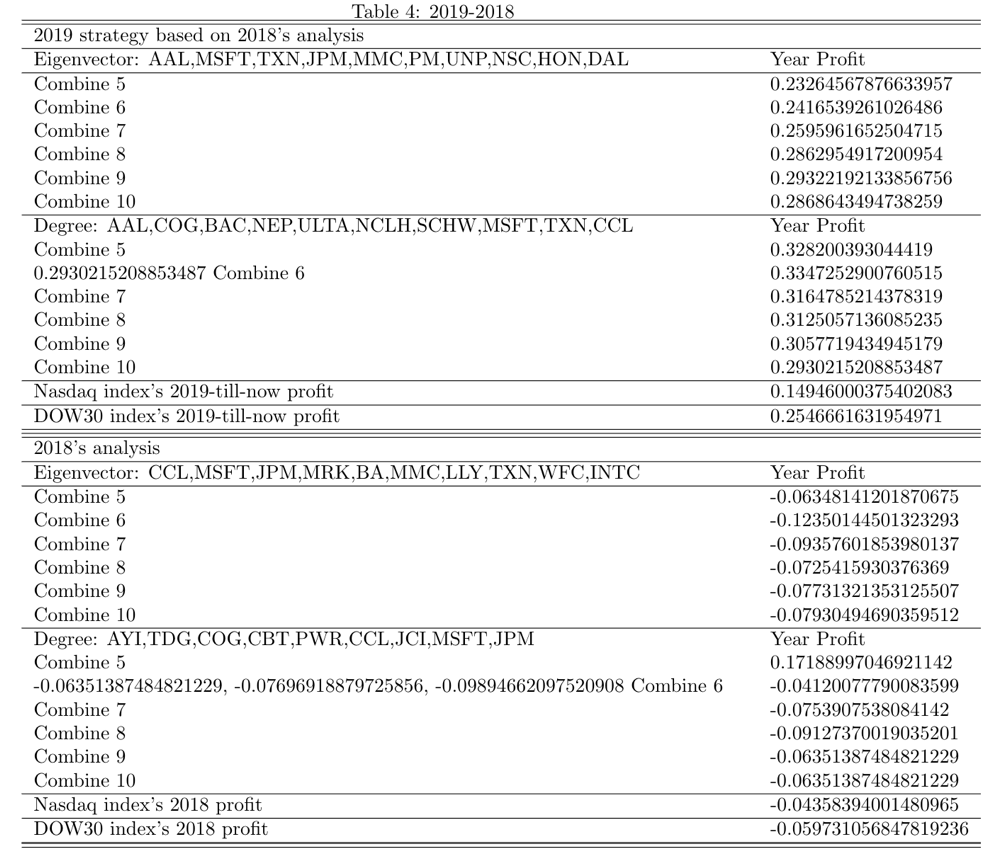 Table 4: 2019-2018
2019 strategy based on 2018's analysis
Eigenvector: AAL,MSFT,TXN,JPM,MMC,PM,UNP,NSC,HON,DAL Year Profit
Combine 5 0.23264567876633957
Combine 6 0.2416539261026486
Combine 7 0.2595961652504715
Combine 8 0.2862954917200954
Combine 9 0.29322192133856756
Combine 10 0.2868643494738259
Degree: AAL,COG,BAC,NEP,ULTA,NCLH,SCHW,MSFT,TXN,CCL Year Profit
Combine 5 0.328200393044419
0.2930215208853487 Combine 6 0.3347252900760515
Combine 7 0.3164785214378319
Combine 8 0.3125057136085235
Combine 9 0.3057719434945179
Combine 10 0.2930215208853487
Nasdaq index's 2019-till-now profit 0.14946000375402083
DOW30 index's 2019-till-now profit 0.2546661631954971
2018's analysis
Eigenvector: CCL,MSFT,JPM,MRK,BA,MMC,LLY,TXN,WFC,INTC Year Profit
Combine 5 -0.06348141201870675
Combine 6 -0.12350144501323293
Combine 7 -0.09357601853980137
Combine 8 -0.0725415930376369
Combine 9 -0.07731321353125507
Combine 10 -0.07930494690359512
Degree: AYI,TDG,COG,CBT,PWR,CCL,JCI,MSFT,JPM Year Profit
Combine 5 0.17188997046921142
-0.06351387484821229, -0.07696918879725856, -0.09894662097520908 Combine 6 -0.04120077790083599
Combine 7 -0.0753907538084142
Combine 8 -0.09127370019035201
Combine 9 -0.06351387484821229
Combine 10 -0.06351387484821229
Nasdaq index's 2018 profit -0.04358394001480965
DOW30 index's 2018 profit -0.059731056847819236